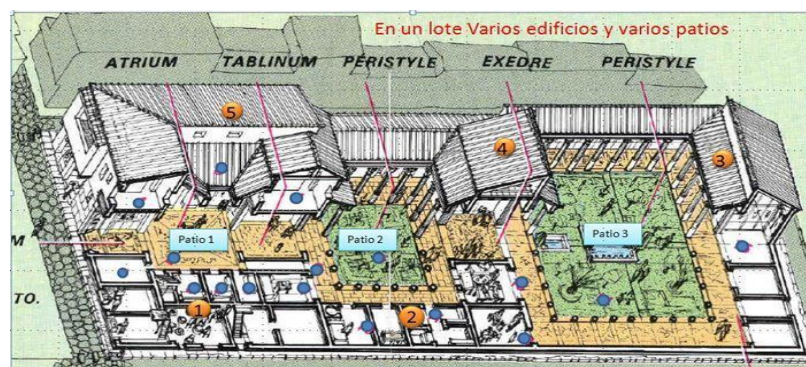 En un lote Varios edificios y varios patios
ATRIUM TABLINUM PERISTYLE EXEDRE PERISTYLE
5
4
3
Patio 1 Patio 2 Patio 3
M
TO.
1
2